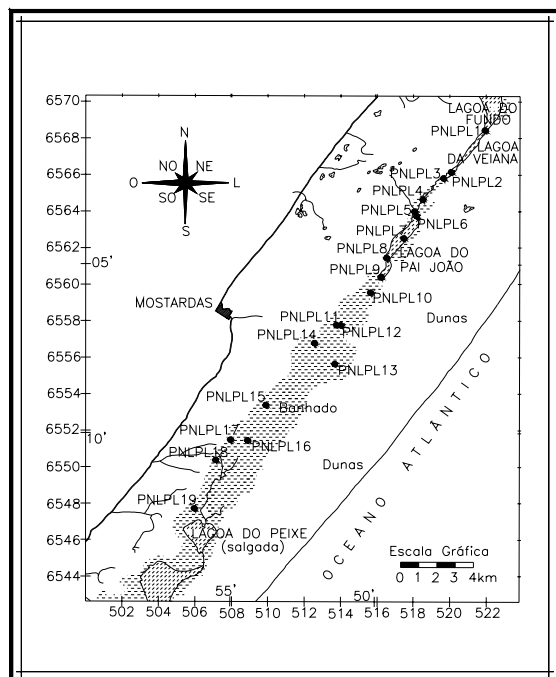 6570
LAGOA DO
FUNDO
PNLPL1
6568
LAGOA
DA VEIANA
N
NO NE
O L
SO SE
S
6566
PNLPL3
PNLPL2
PNLPL4
6564
PNLPL5
PNLPL6
PNLPL7
6562
PNLPL8
LAGOA DO
PAI JOÃO
05'
PNLPL9
6560
PNLPL10
MOSTARDAS
6558
PNLPL11
Dunas
PNLPL12
PNLPL14
6556
PNLPL13
6554
PNLPL15
Banhado
6552
PNLPL17
10'
PNLPL16
PNLPL18
6550
Dunas
OCEANO ATLÂNTICO
6548
PNLPL19
6546
LAGOA DO PEIXE
(salgada)
Escala Gráfica
0 1 2 3 4km
6544
55'
50'
502 504 506 508 510 512 514 516 518 520 522